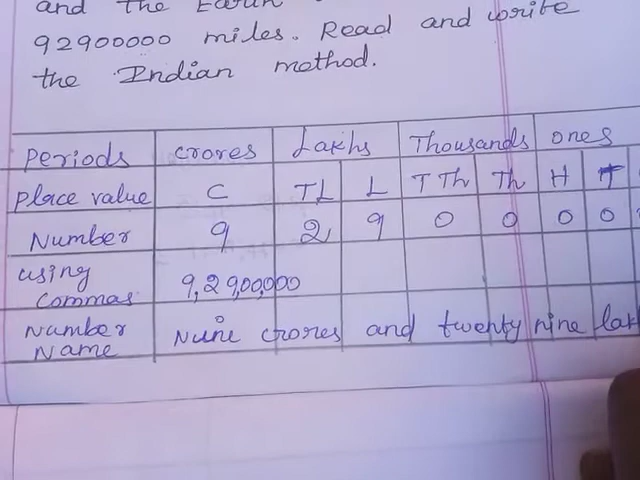 and the Earth
92900000 miles. Read and write
the Indian method.
Periods crores Lakhs Thousands ones
Place value C TL L T Th Th H T
Number 9 2 9 0 0 0 0
using commas 9,29,00,000
Number Name Nine crores and twenty nine lak